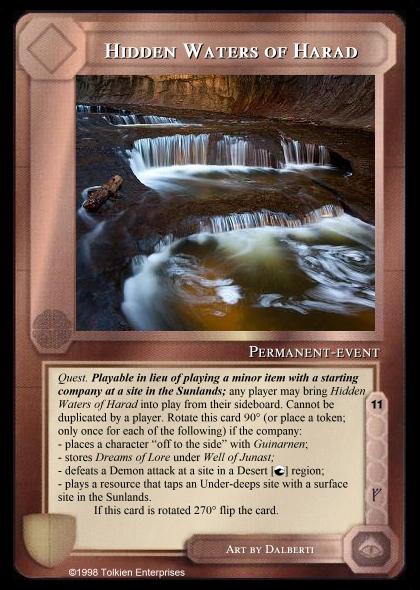 Hidden Waters of Harad
Permanent-event
Quest. Playable in lieu of playing a minor item with a starting
company at a site in the Sunlands; any player may bring Hidden
Waters of Harad into play from their sideboard. Cannot be
duplicated by a player. Rotate this card 90° (or place a token;
only once for each of the following) if the company:
- places a character “off to the side” with Guinarnen;
- stores Dreams of Lore under Well of Junast;
- defeats a Demon attack at a site in a Desert [] region;
- plays a resource that taps an Under-deeps site with a surface
site in the Sunlands.
If this card is rotated 270° flip the card.
11
Art by Dalberti
©1998 Tolkien Enterprises